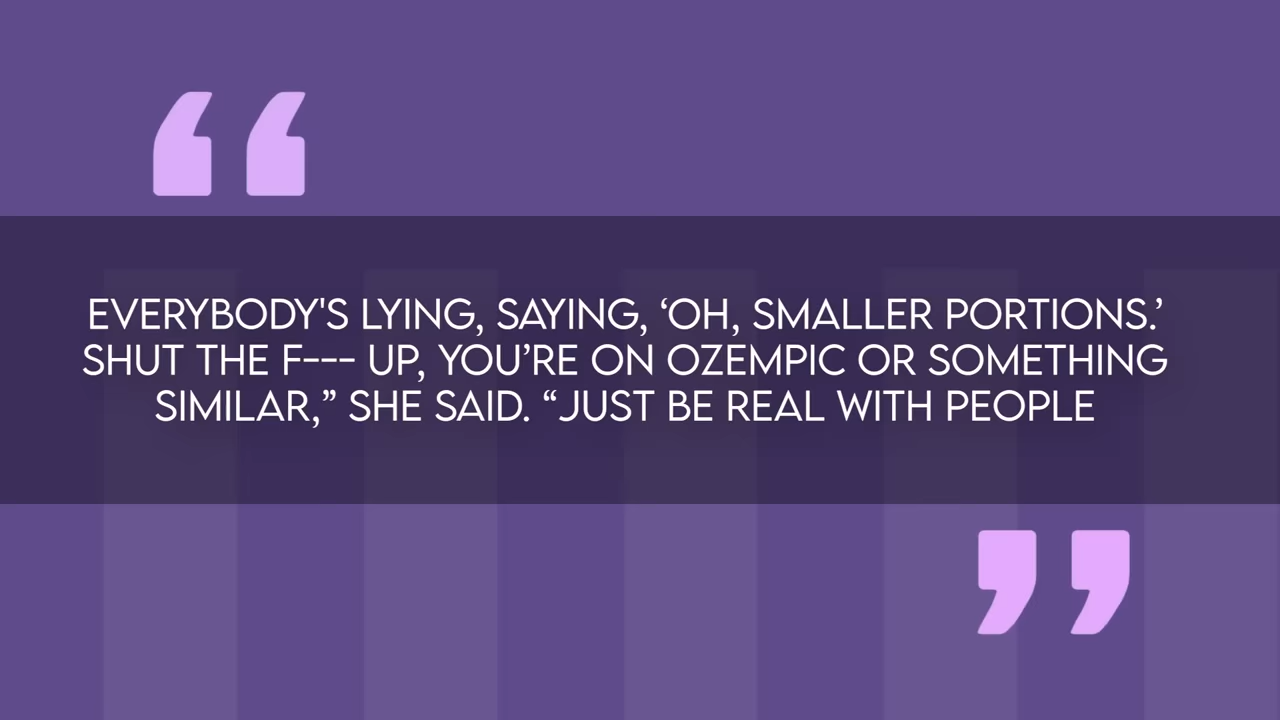 EVERYBODY'S LYING, SAYING, ‘OH, SMALLER PORTIONS.’
SHUT THE F--- UP, YOU’RE ON OZEMPIC OR SOMETHING
SIMILAR,” SHE SAID. “JUST BE REAL WITH PEOPLE